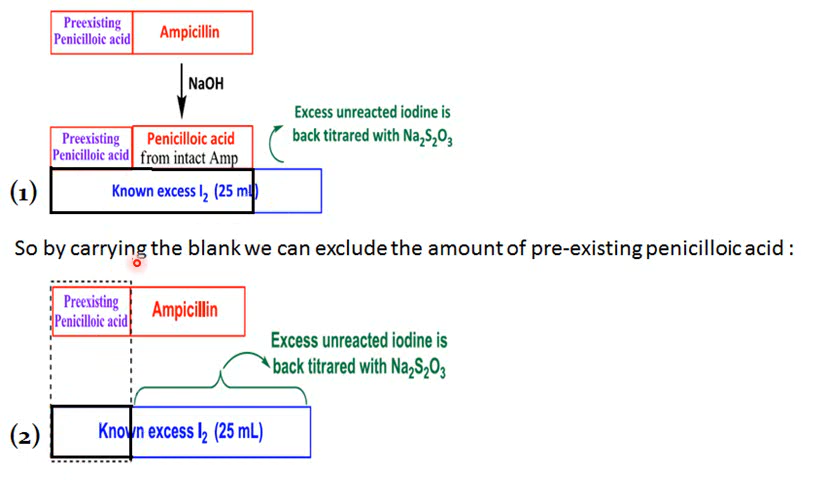 Preexisting
Penicilloic acid
Ampicillin
NaOH
Excess unreacted iodine is
back titrared with Na₂S₂O₃
Preexisting
Penicilloic acid
Penicilloic acid
from intact Amp
(1)
Known excess I₂ (25 mL)
So by carrying the blank we can exclude the amount of pre-existing penicilloic acid :
Preexisting
Penicilloic acid
Ampicillin
Excess unreacted iodine is
back titrared with Na₂S₂O₃
(2)
Known excess I₂ (25 mL)